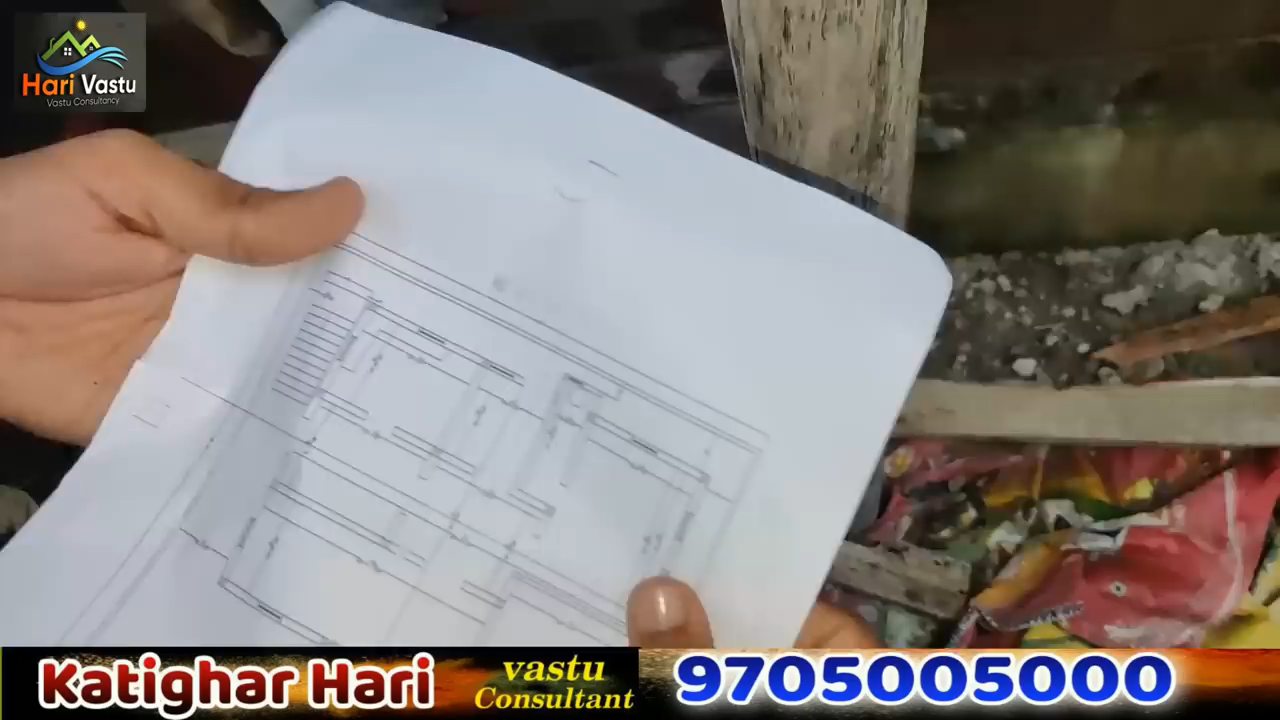 Hari Vastu
Vastu Consultancy
Katighar Hari
vastu
Consultant
9705005000